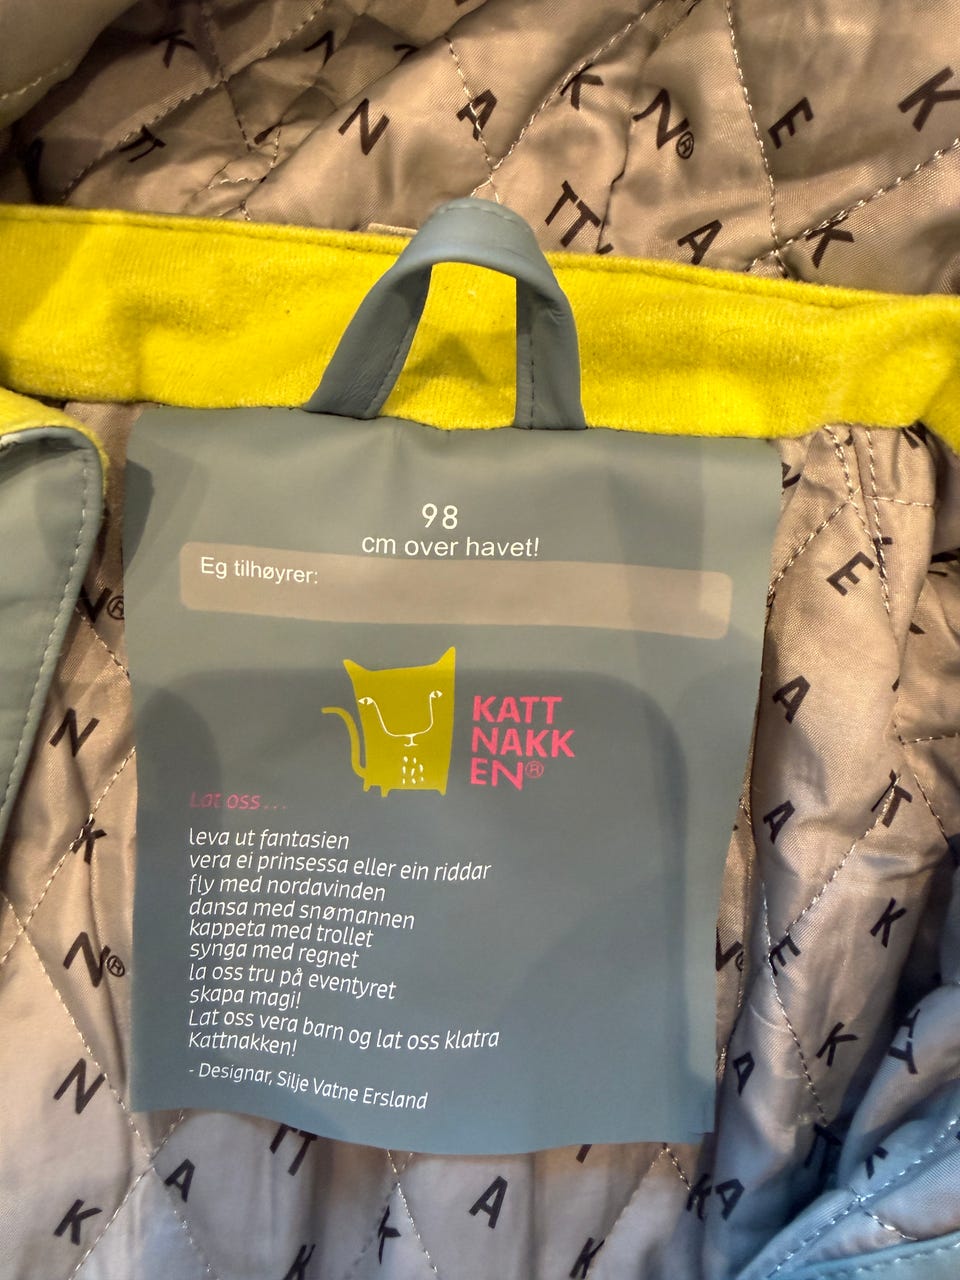 98
cm over havet!
Eg tilhøyrer:
KATT
NAKK
EN®
Lat oss...
leva ut fantasien
vera ei prinsessa eller ein riddar
fly med nordavinden
dansa med snømannen
kappeta med trollet
synga med regnet
la oss tru på eventyret
skapa magi!
Lat oss vera barn og lat oss klatra
Kattnakken!
- Designar, Silje Vatne Ersland